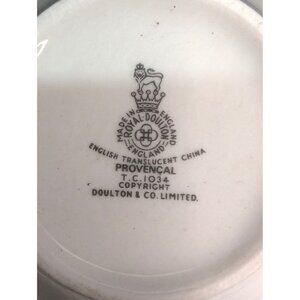 MADE IN ENGLAND
ROYAL·DOULTON
ENGLAND
ENGLISH TRANSLUCENT CHINA
PROVENÇAL
T.C. 1034
COPYRIGHT
DOULTON & CO. LIMITED.